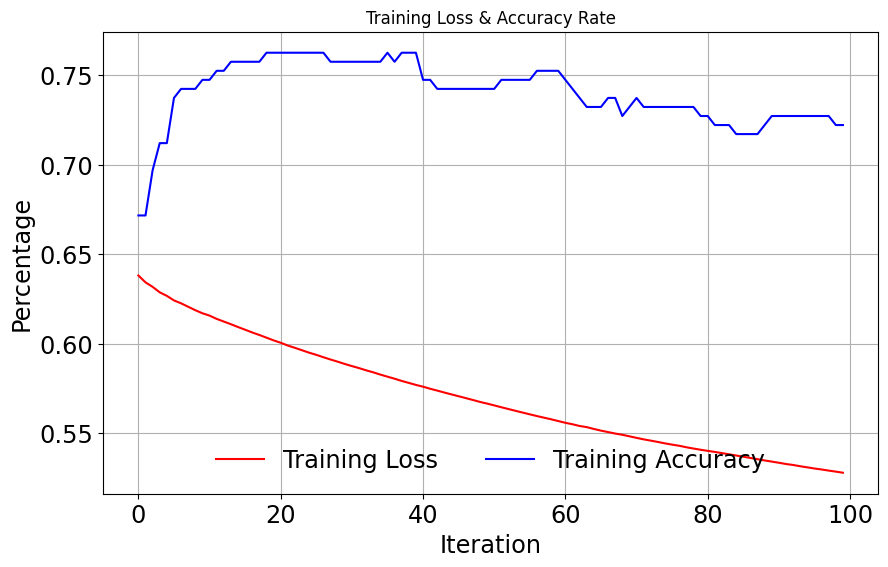 Training Loss & Accuracy Rate
Percentage
0.75
0.70
0.65
0.60
0.55
Training Loss Training Accuracy
0 20 40 60 80 100
Iteration